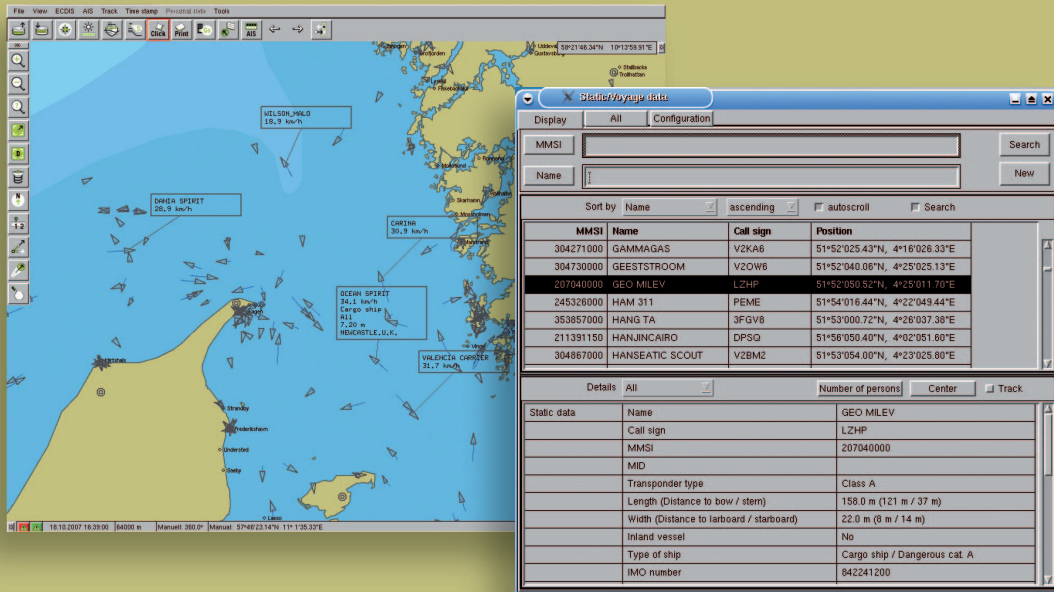 File View ECDIS AIS Track Time stamp Personal note Tools
Click Print AIS
58°21'46.34"N 10°13'59.91"E
Stallbacka
Trollhattan
WILSON_MALO
18.9 km/h
DANIA SPIRIT
28.9 km/h
CARINA
30.9 km/h
OCEAN SPIRIT
34.1 km/h
Cargo ship
All
7,20 m
NEWCASTLE,U.K.
VALENCIA CARRIER
31.7 km/h
Skarhamn
Mossholmen
Hirtshals
Strandby
Frederikshavn
Understed
Saeby
18.10.2007 16:39:00 64000 m Manuell: 360.0° Manual: 57°46'23.14"N 11° 1'35.33"E
Static/Voyage data
Display All Configuration
MMSI Search
Name New
Sort by Name ascending autoscroll Search
MMSI Name Call sign Position
304271000 GAMMAGAS V2KA6 51°52'025.43"N, 4°16'026.33"E
304730000 GEESTSTROOM V2OW6 51°52'040.06"N, 4°25'025.13"E
207040000 GEO MILEV LZHP 51°52'050.52"N, 4°25'011.70"E
245326000 HAM 311 PEME 51°54'016.44"N, 4°22'049.44"E
353857000 HANG TA 3FGV8 51°53'000.72"N, 4°26'037.38"E
211391150 HANJINCAIRO DPSQ 51°56'050.40"N, 4°02'051.60"E
304867000 HANSEATIC SCOUT V2BM2 51°53'054.00"N, 4°23'025.80"E
Details All Number of persons Center Track
Static data Name GEO MILEV
Call sign LZHP
MMSI 207040000
MID
Transponder type Class A
Length (Distance to bow / stern) 158.0 m (121 m / 37 m)
Width (Distance to larboard / starboard) 22.0 m (8 m / 14 m)
Inland vessel No
Type of ship Cargo ship / Dangerous cat. A
IMO number 842241200